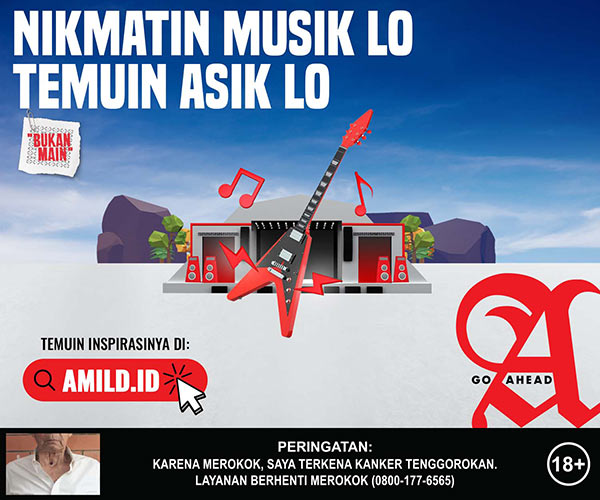 NIKMATIN MUSIK LO
TEMUIN ASIK LO
"BUKAN
MAIN"
TEMUIN INSPIRASINYA DI:
AMILD.ID
A
GO AHEAD
PERINGATAN:
KARENA MEROKOK, SAYA TERKENA KANKER TENGGOROKAN.
LAYANAN BERHENTI MEROKOK (0800-177-6565)
18+